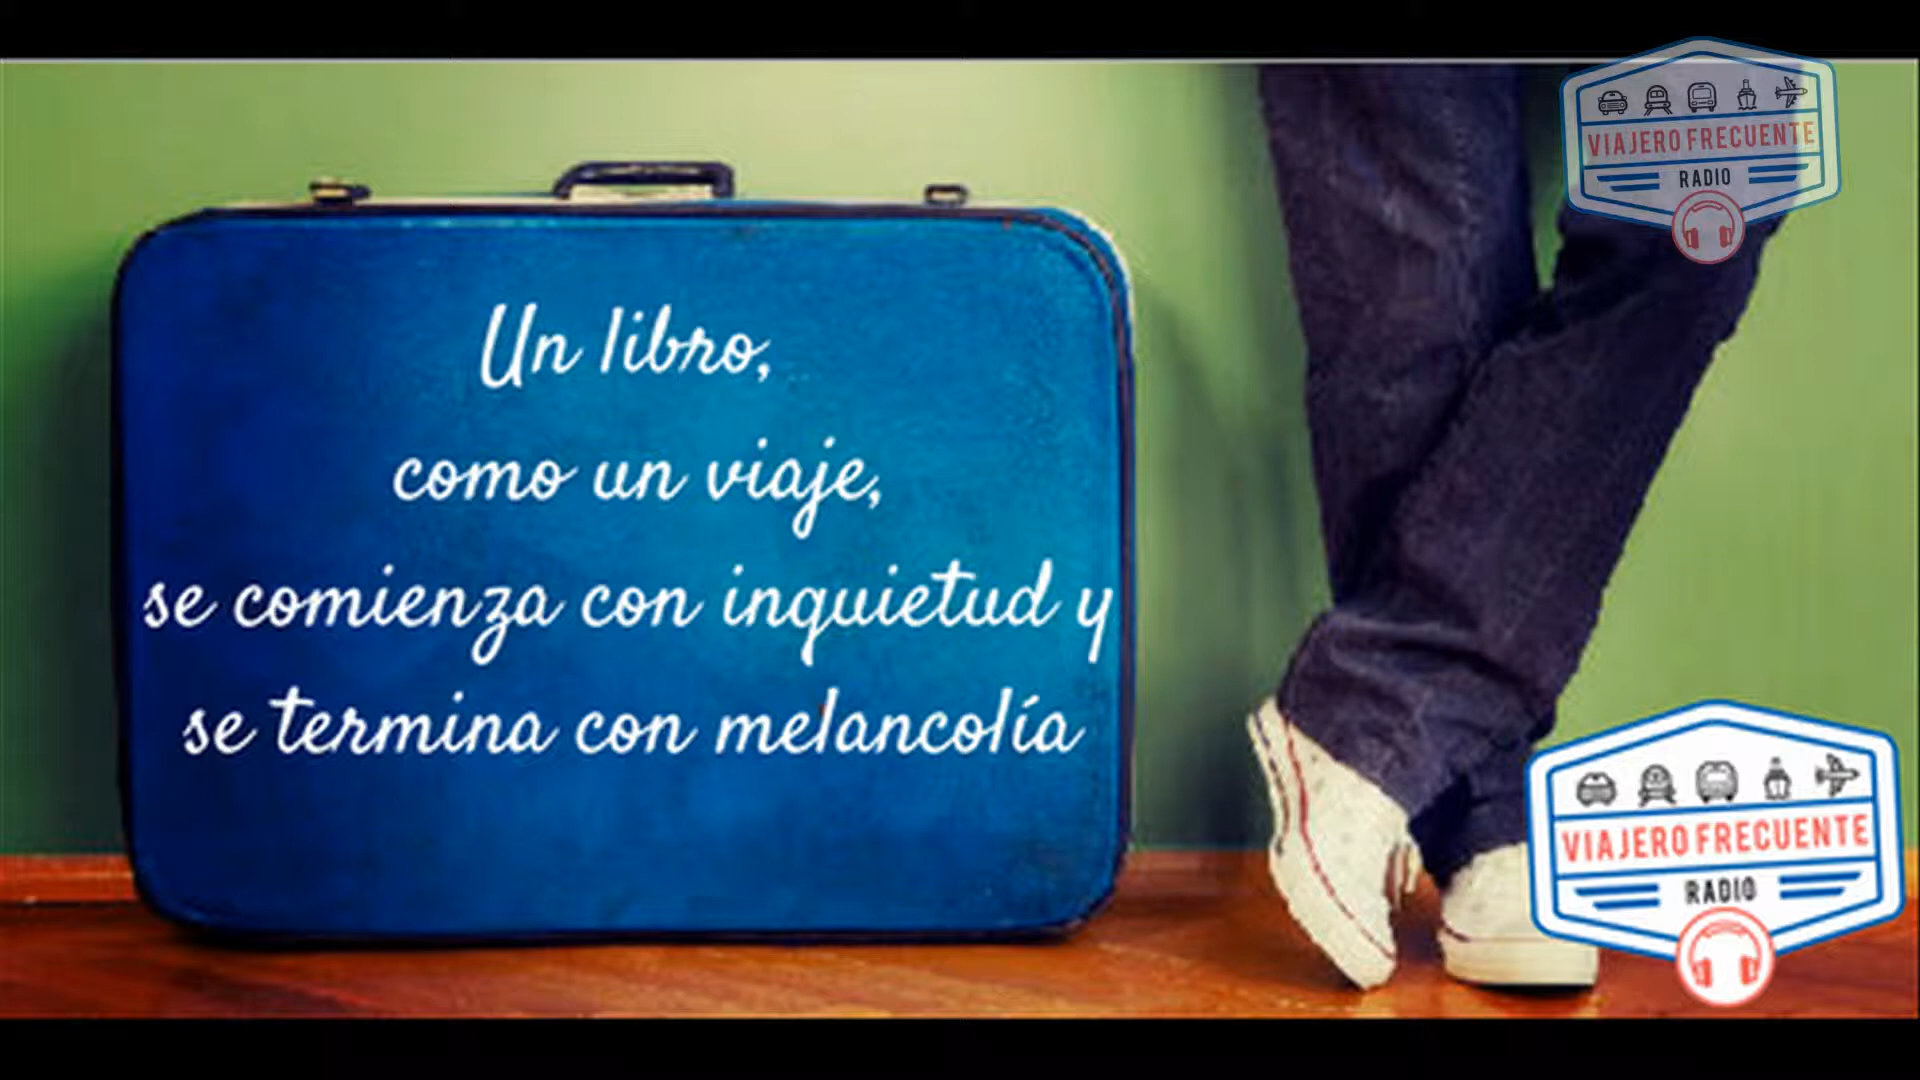 VIAJERO FRECUENTE
RADIO
Un libro,
como un viaje,
se comienza con inquietud y
se termina con melancolía
VIAJERO FRECUENTE
RADIO